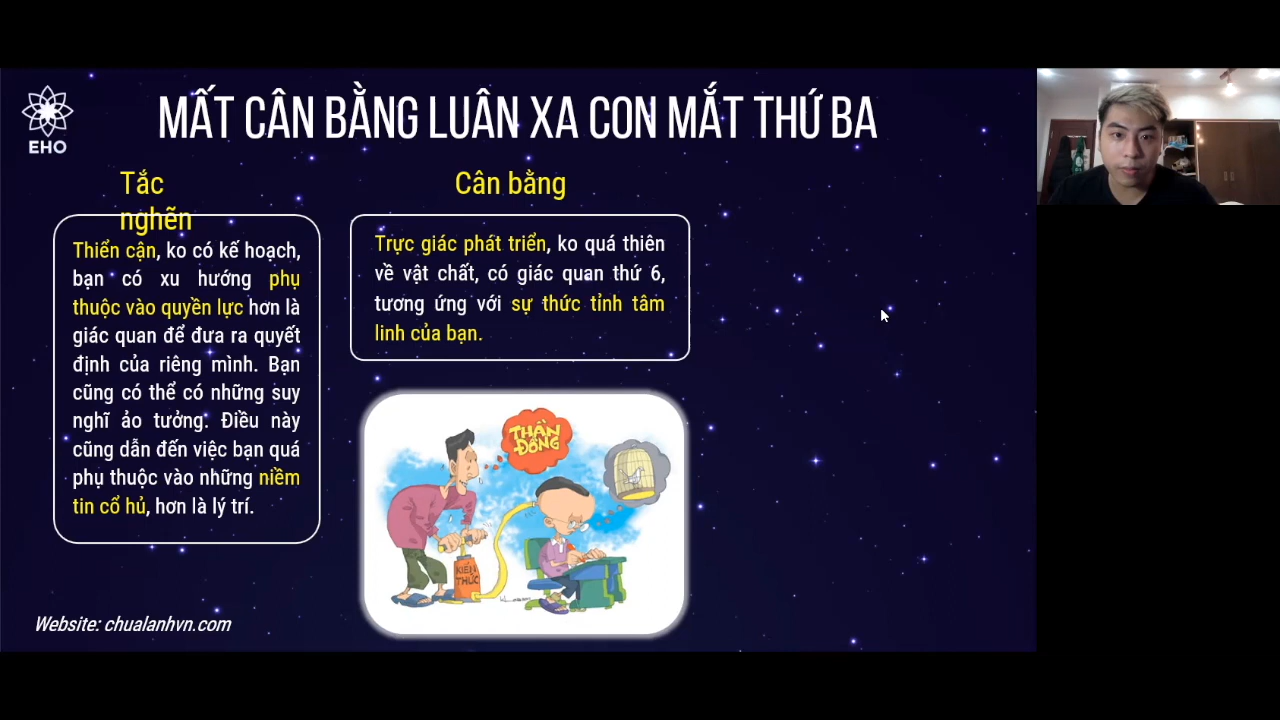 MẤT CÂN BẰNG LUÂN XA CON MẮT THỨ BA
EHO
Tắc
nghẽn
Thiển cận, ko có kế hoạch,
bạn có xu hướng phụ
thuộc vào quyền lực hơn là
giác quan để đưa ra quyết
định của riêng mình. Bạn
cũng có thể có những suy
nghĩ ảo tưởng. Điều này
cũng dẫn đến việc bạn quá
phụ thuộc vào những niềm
tin cổ hủ, hơn là lý trí.
Cân bằng
Trực giác phát triển, ko quá thiên
về vật chất, có giác quan thứ 6,
tương ứng với sự thức tỉnh tâm
linh của bạn.
THẦN
ĐỒNG
KIẾN
THỨC
Website: chualanhvn.com